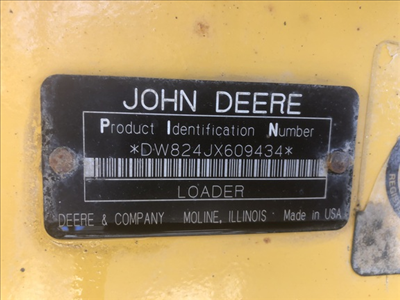 JOHN DEERE
Product Identification Number
*DW824JX609434*
LOADER
DEERE & COMPANY MOLINE, ILLINOIS Made in USA